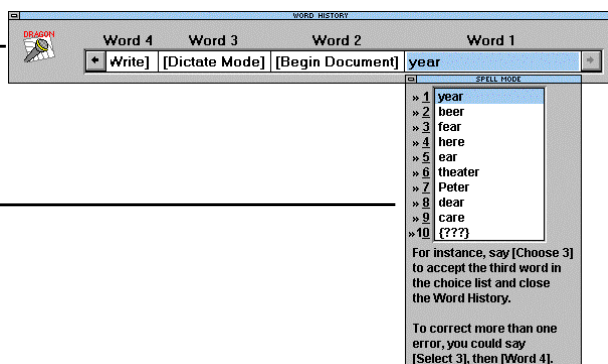 WORD HISTORY
DRAGON
Word 4 Word 3 Word 2 Word 1
Write] [Dictate Mode] [Begin Document] year
SPELL MODE
» 1 year
» 2 beer
» 3 fear
» 4 here
» 5 ear
» 6 theater
» 7 Peter
» 8 dear
» 9 care
»10 {???}
For instance, say [Choose 3]
to accept the third word in
the choice list and close
the Word History.
To correct more than one
error, you could say
[Select 3], then [Word 4].